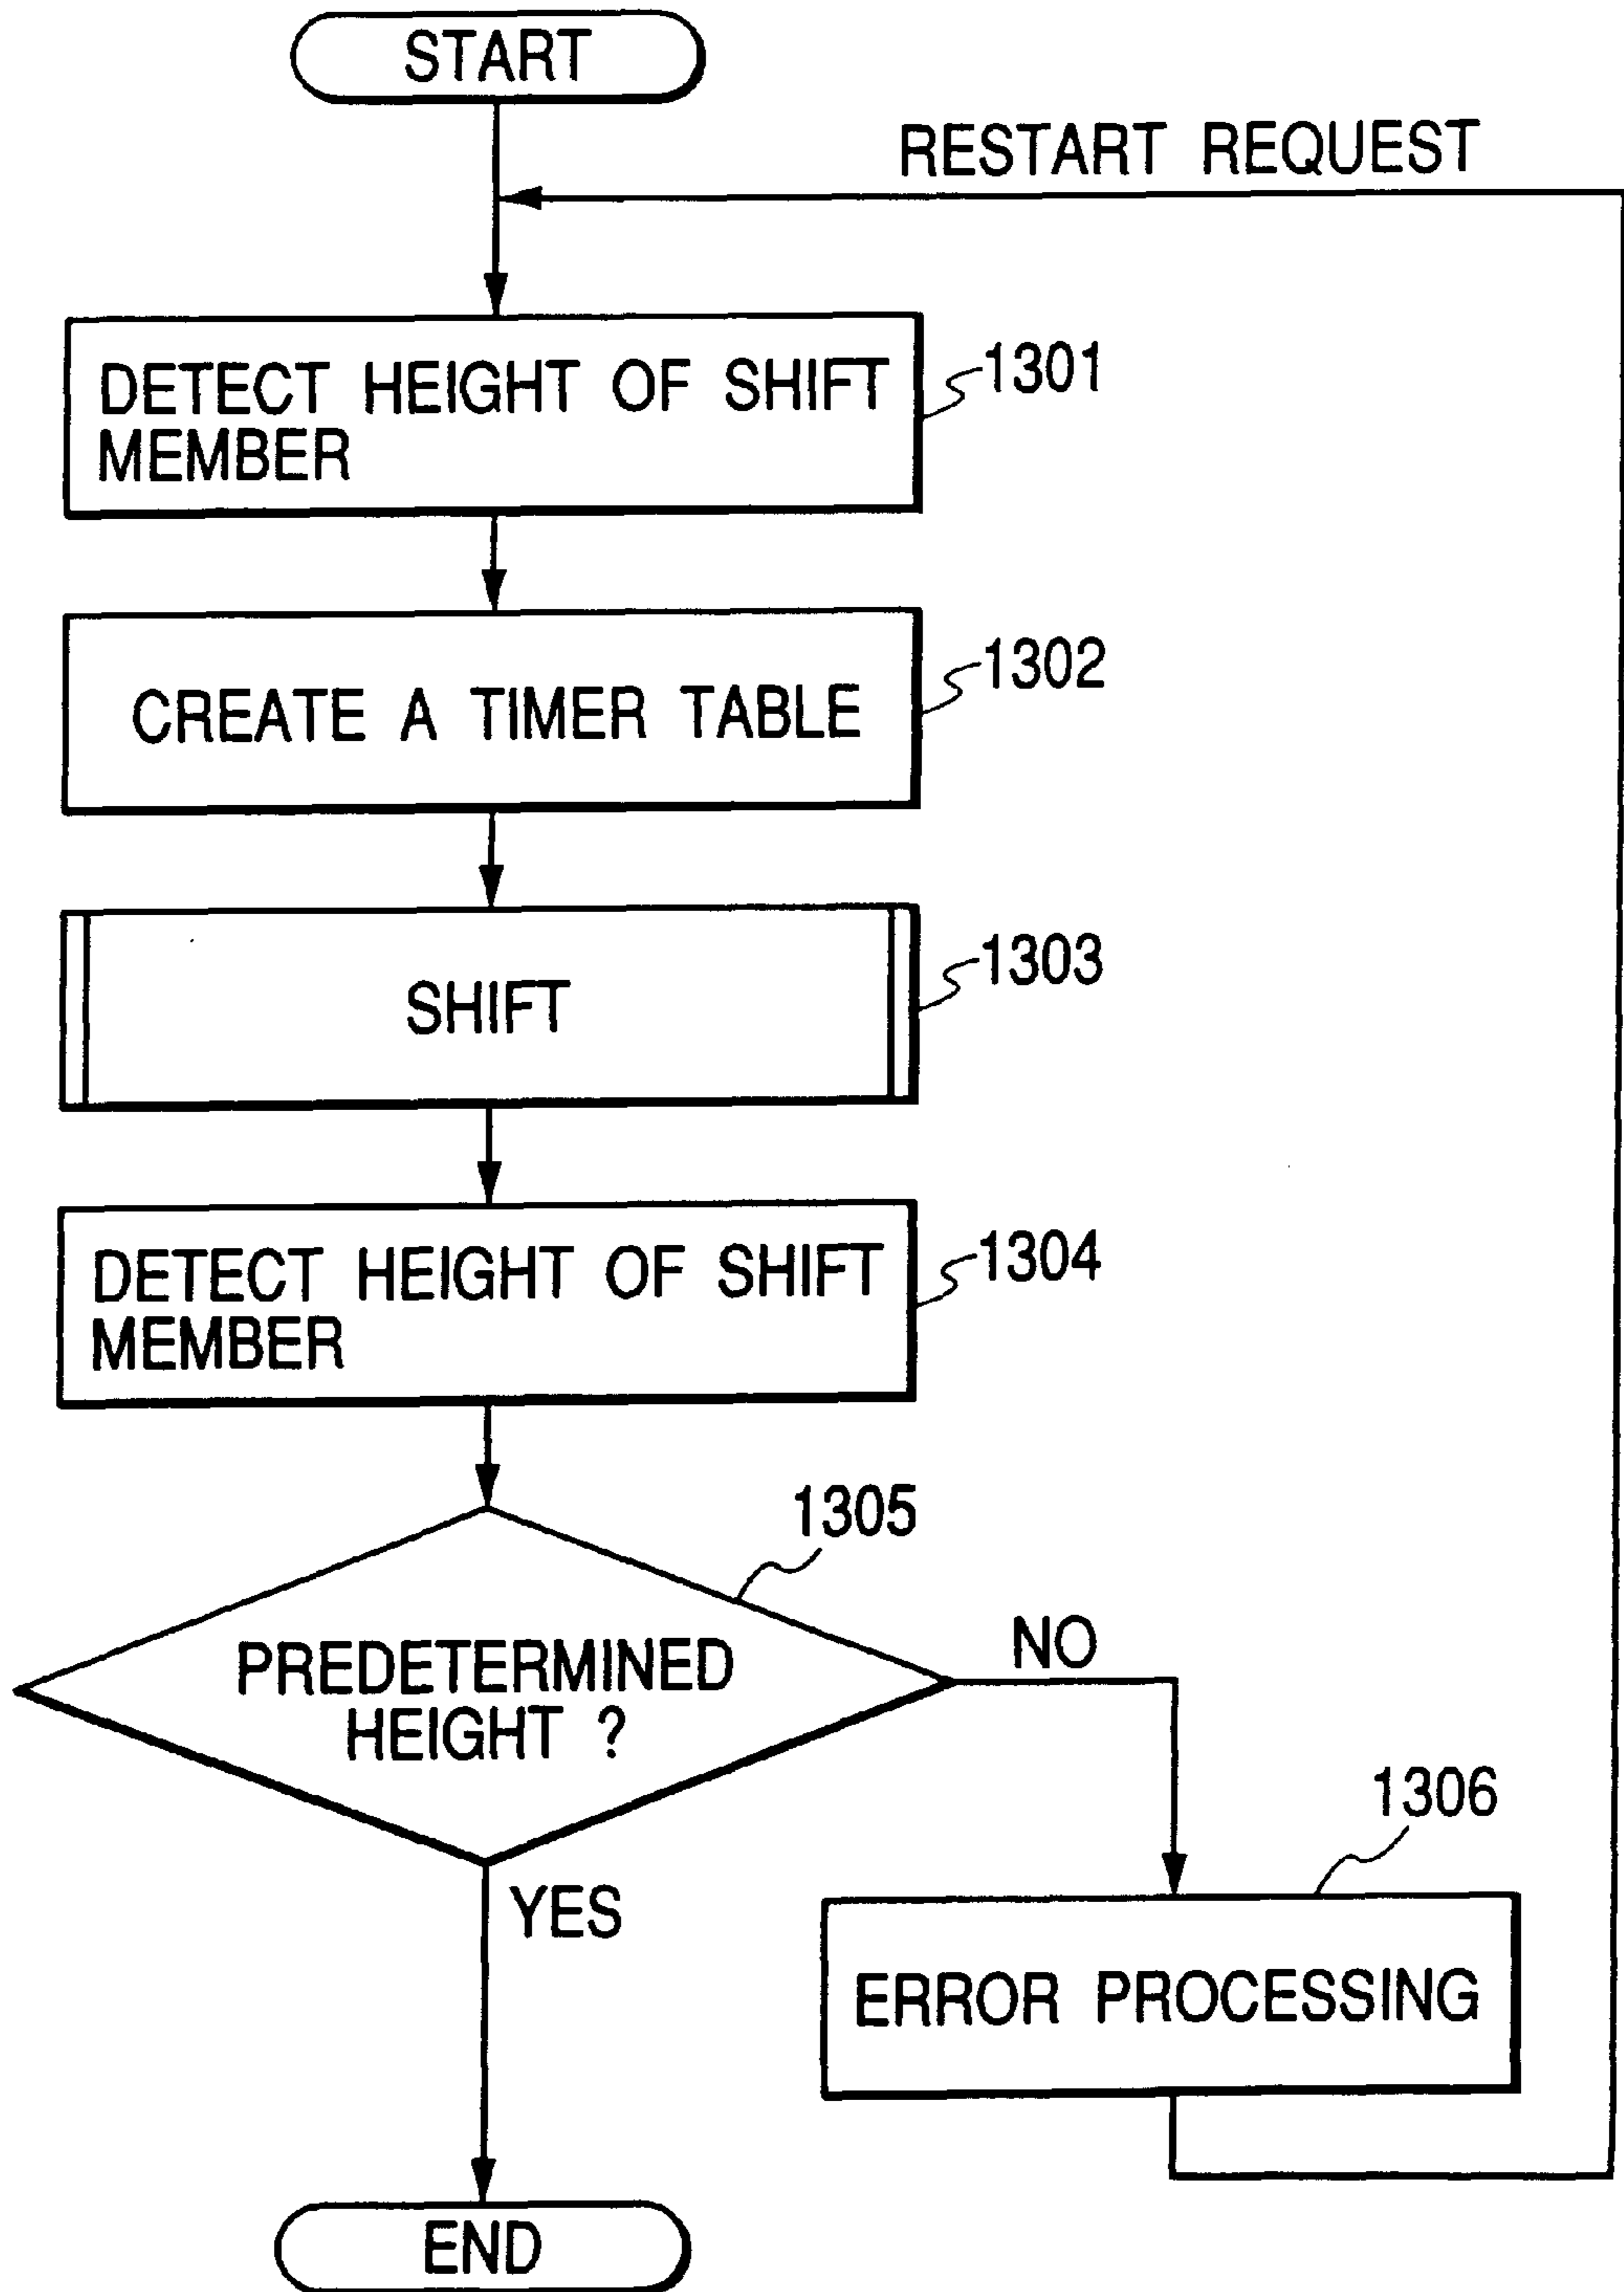 START
RESTART REQUEST
DETECT HEIGHT OF SHIFT
MEMBER
1301
CREATE A TIMER TABLE
1302
SHIFT
1303
DETECT HEIGHT OF SHIFT
MEMBER
1304
1305
PREDETERMINED
HEIGHT ?
NO
YES
1306
ERROR PROCESSING
END